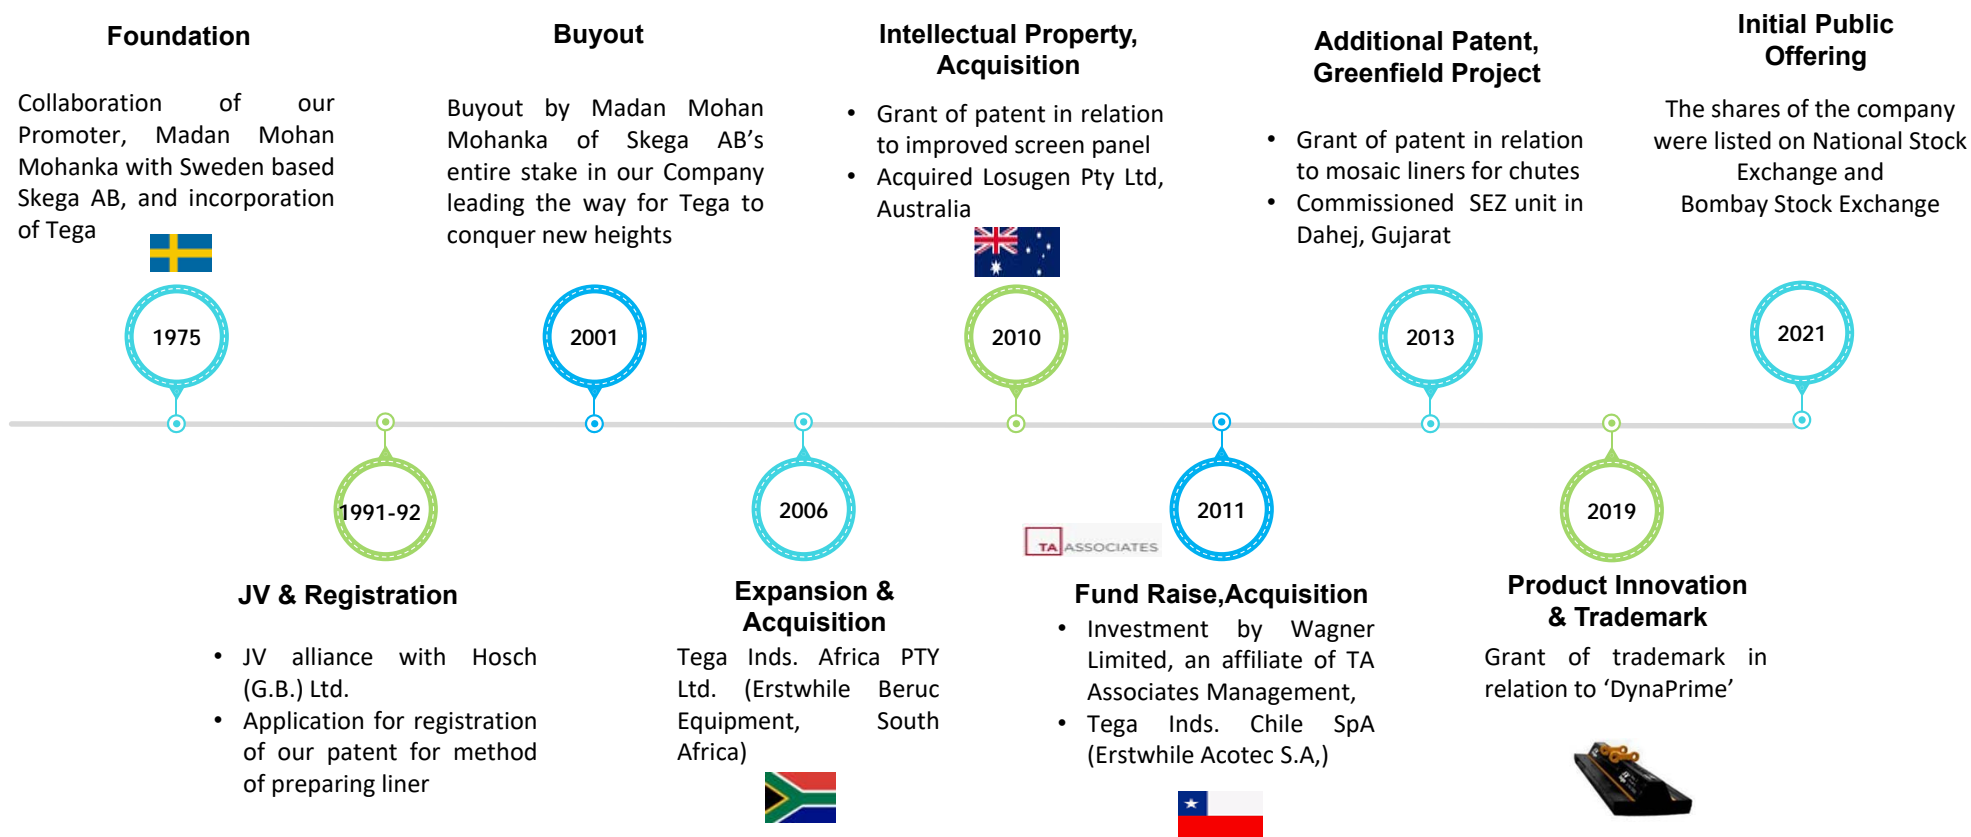 Foundation
Collaboration of our
Promoter, Madan Mohan
Mohanka with Sweden based
Skega AB, and incorporation
of Tega
1975
1991-92
JV & Registration
• JV alliance with Hosch
(G.B.) Ltd.
• Application for registration
of our patent for method
of preparing liner
Buyout
Buyout by Madan Mohan
Mohanka of Skega AB’s
entire stake in our Company
leading the way for Tega to
conquer new heights
2001
2006
Expansion &
Acquisition
Tega Inds. Africa PTY
Ltd. (Erstwhile Beruc
Equipment, South
Africa)
Intellectual Property,
Acquisition
• Grant of patent in relation
to improved screen panel
• Acquired Losugen Pty Ltd,
Australia
2010
2011
TA ASSOCIATES
Fund Raise,Acquisition
• Investment by Wagner
Limited, an affiliate of TA
Associates Management,
• Tega Inds. Chile SpA
(Erstwhile Acotec S.A,)
Additional Patent,
Greenfield Project
• Grant of patent in relation
to mosaic liners for chutes
• Commissioned SEZ unit in
Dahej, Gujarat
2013
2019
Product Innovation
& Trademark
Grant of trademark in
relation to ‘DynaPrime’
Initial Public
Offering
The shares of the company
were listed on National Stock
Exchange and
Bombay Stock Exchange
2021